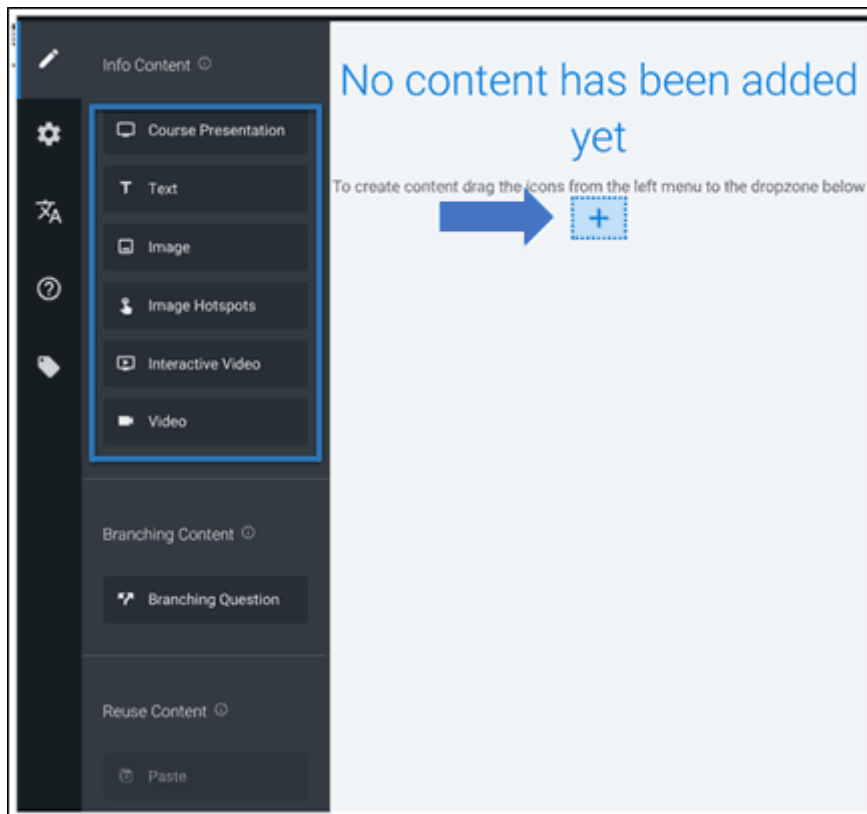 Info Content
Course Presentation
Text
Image
Image Hotspots
Interactive Video
Video
Branching Content
Branching Question
Reuse Content
Paste
No content has been added
yet
To create content drag the icons from the left menu to the dropzone below